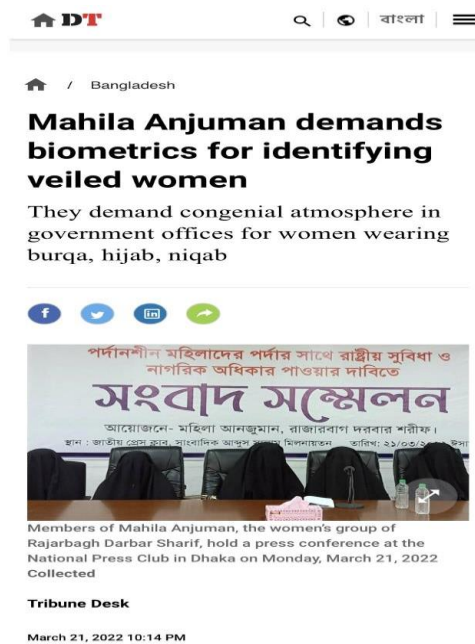 DT
বাংলা
/ Bangladesh
Mahila Anjuman demands
biometrics for identifying
veiled women
They demand congenial atmosphere in
government offices for women wearing
burqa, hijab, niqab
f
in
পর্দানশীন মহিলাদের পর্দার সাথে রাষ্ট্রীয় সুবিধা ও
নাগরিক অধিকার পাওয়ার দাবিতে
সংবাদ সম্মেলন
আয়োজনে- মহিলা আনজুমান, রাজারবাগ দরবার শরীফ।
স্থান : জাতীয় প্রেস ক্লাব, সাংবাদিক আব্দুস মিলনায়তন তারিখ: ২১/০৩/
Members of Mahila Anjuman, the women's group of
Rajarbagh Darbar Sharif, hold a press conference at the
National Press Club in Dhaka on Monday, March 21, 2022
Collected
Tribune Desk
March 21, 2022 10:14 PM